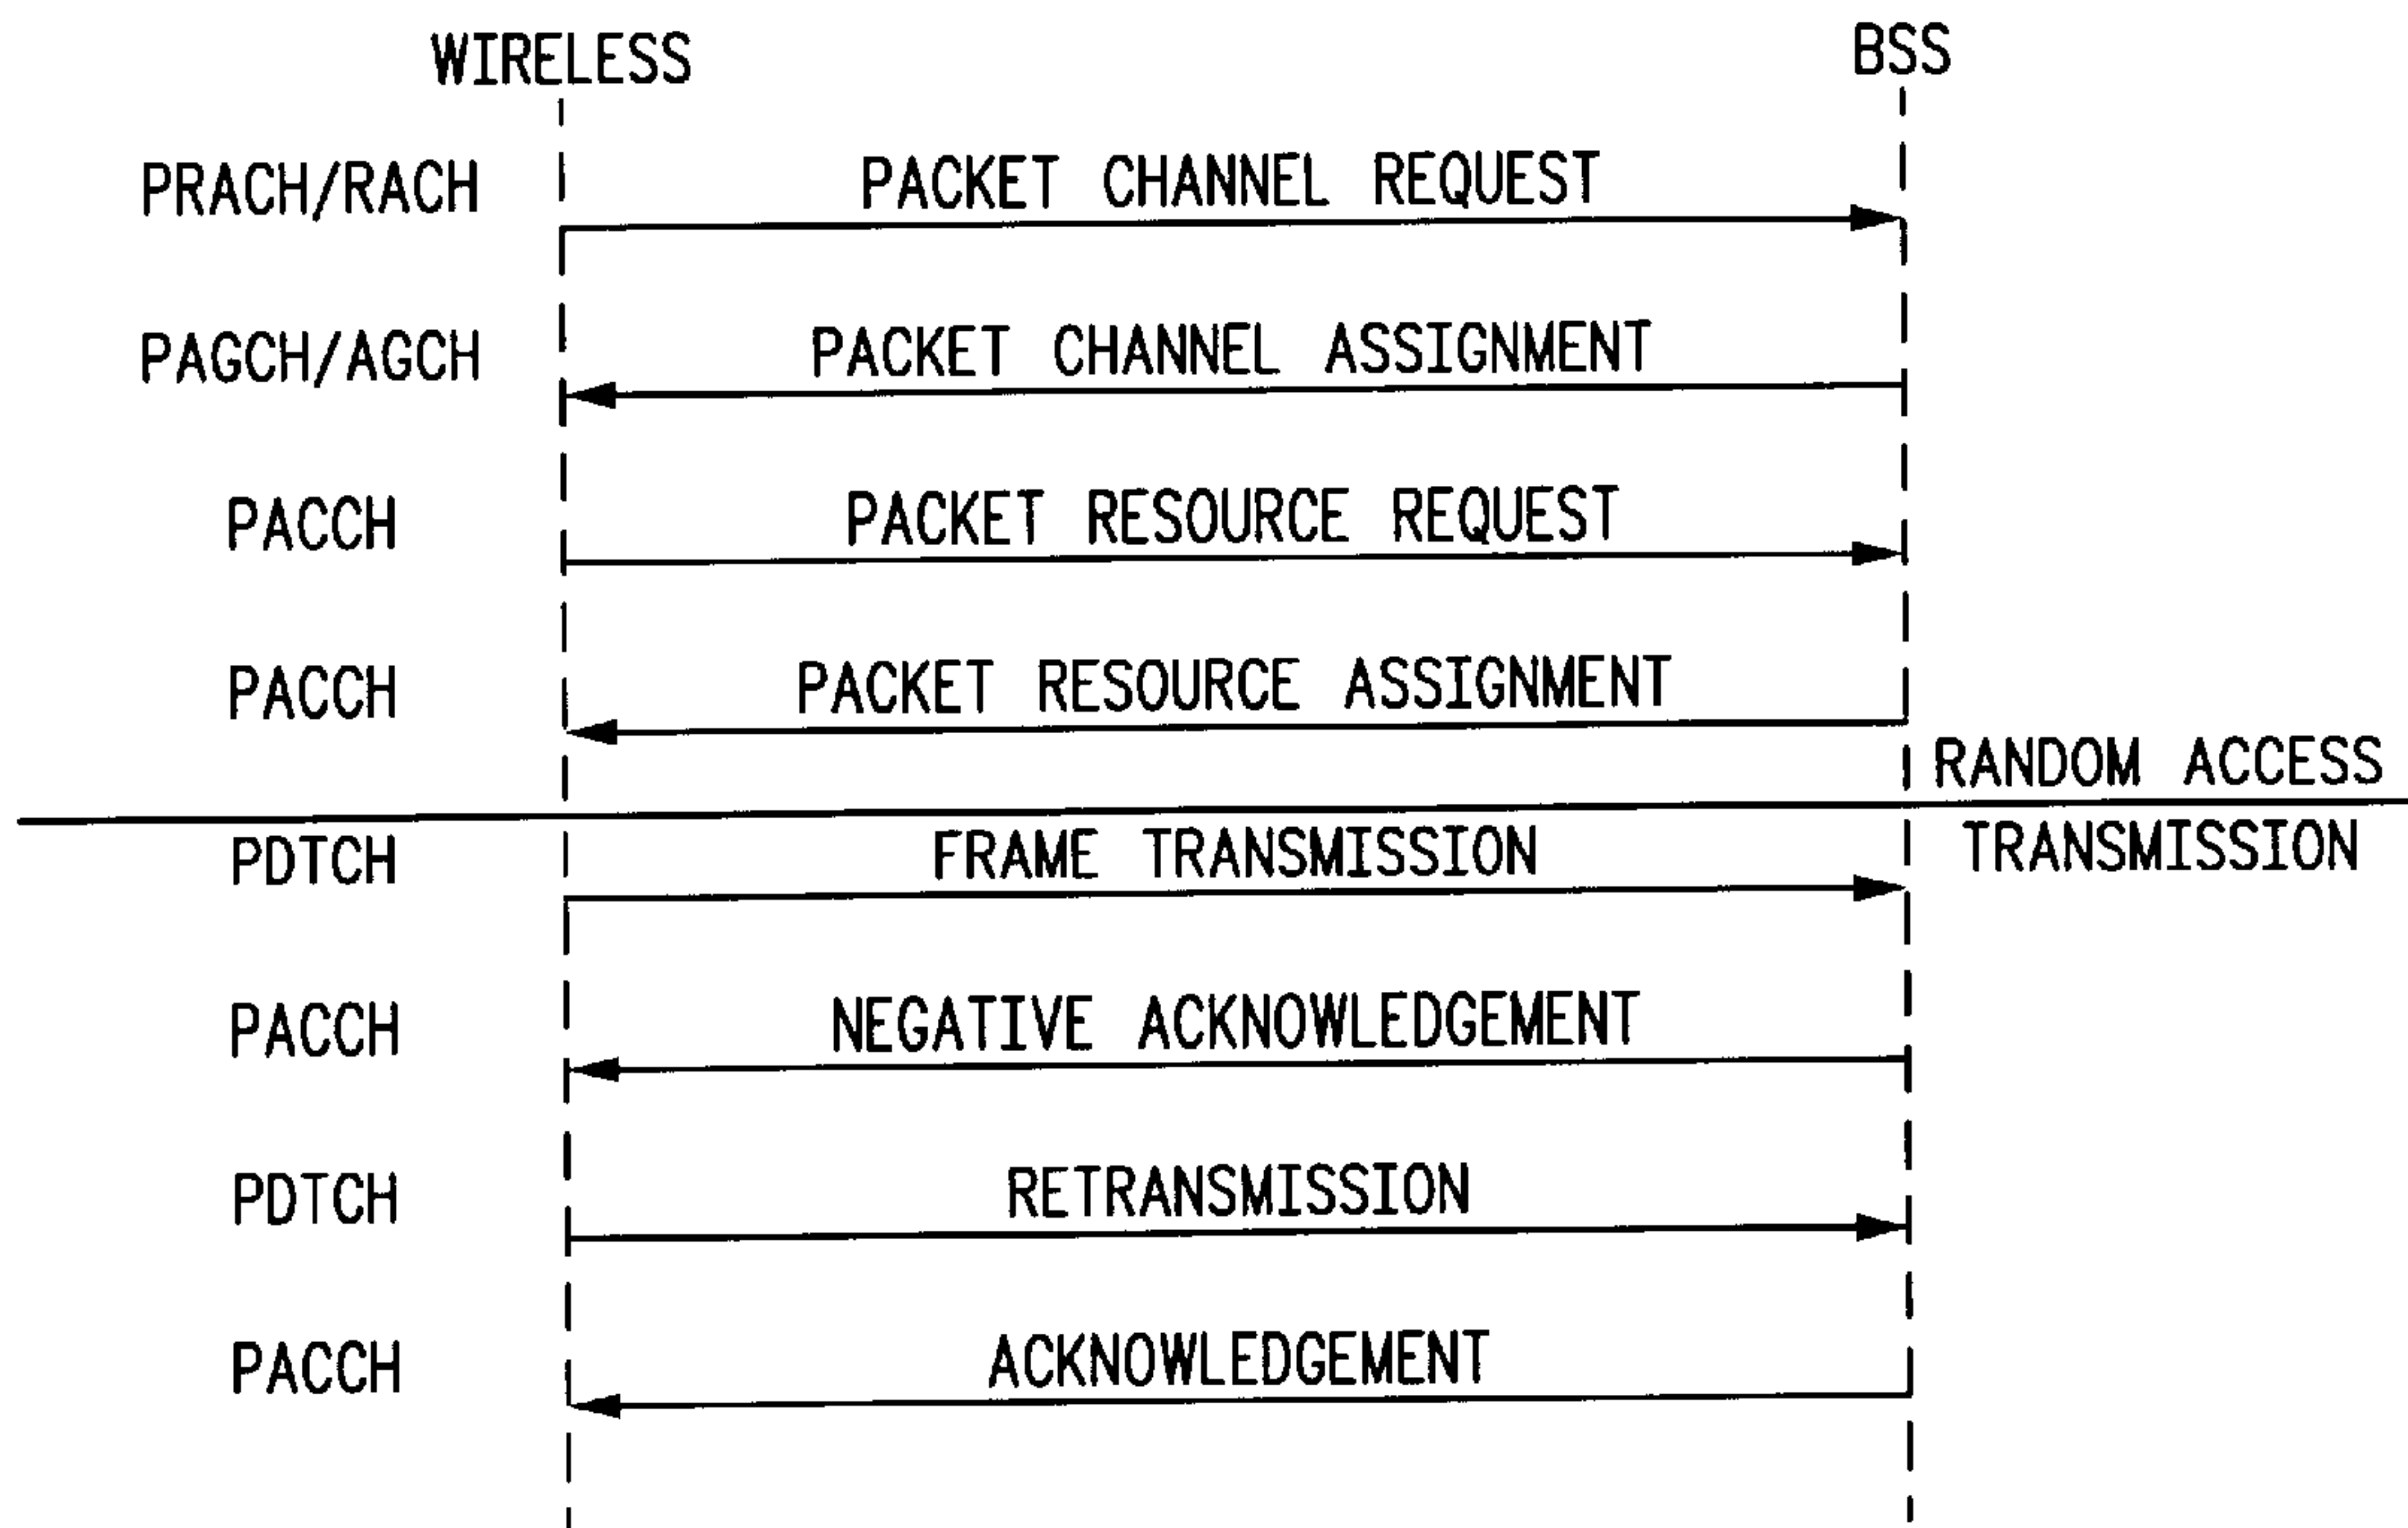 WIRELESS BSS
PRACH/RACH PACKET CHANNEL REQUEST
PAGCH/AGCH PACKET CHANNEL ASSIGNMENT
PACCH PACKET RESOURCE REQUEST
PACCH PACKET RESOURCE ASSIGNMENT
RANDOM ACCESS
PDTCH FRAME TRANSMISSION TRANSMISSION
PACCH NEGATIVE ACKNOWLEDGEMENT
PDTCH RETRANSMISSION
PACCH ACKNOWLEDGEMENT